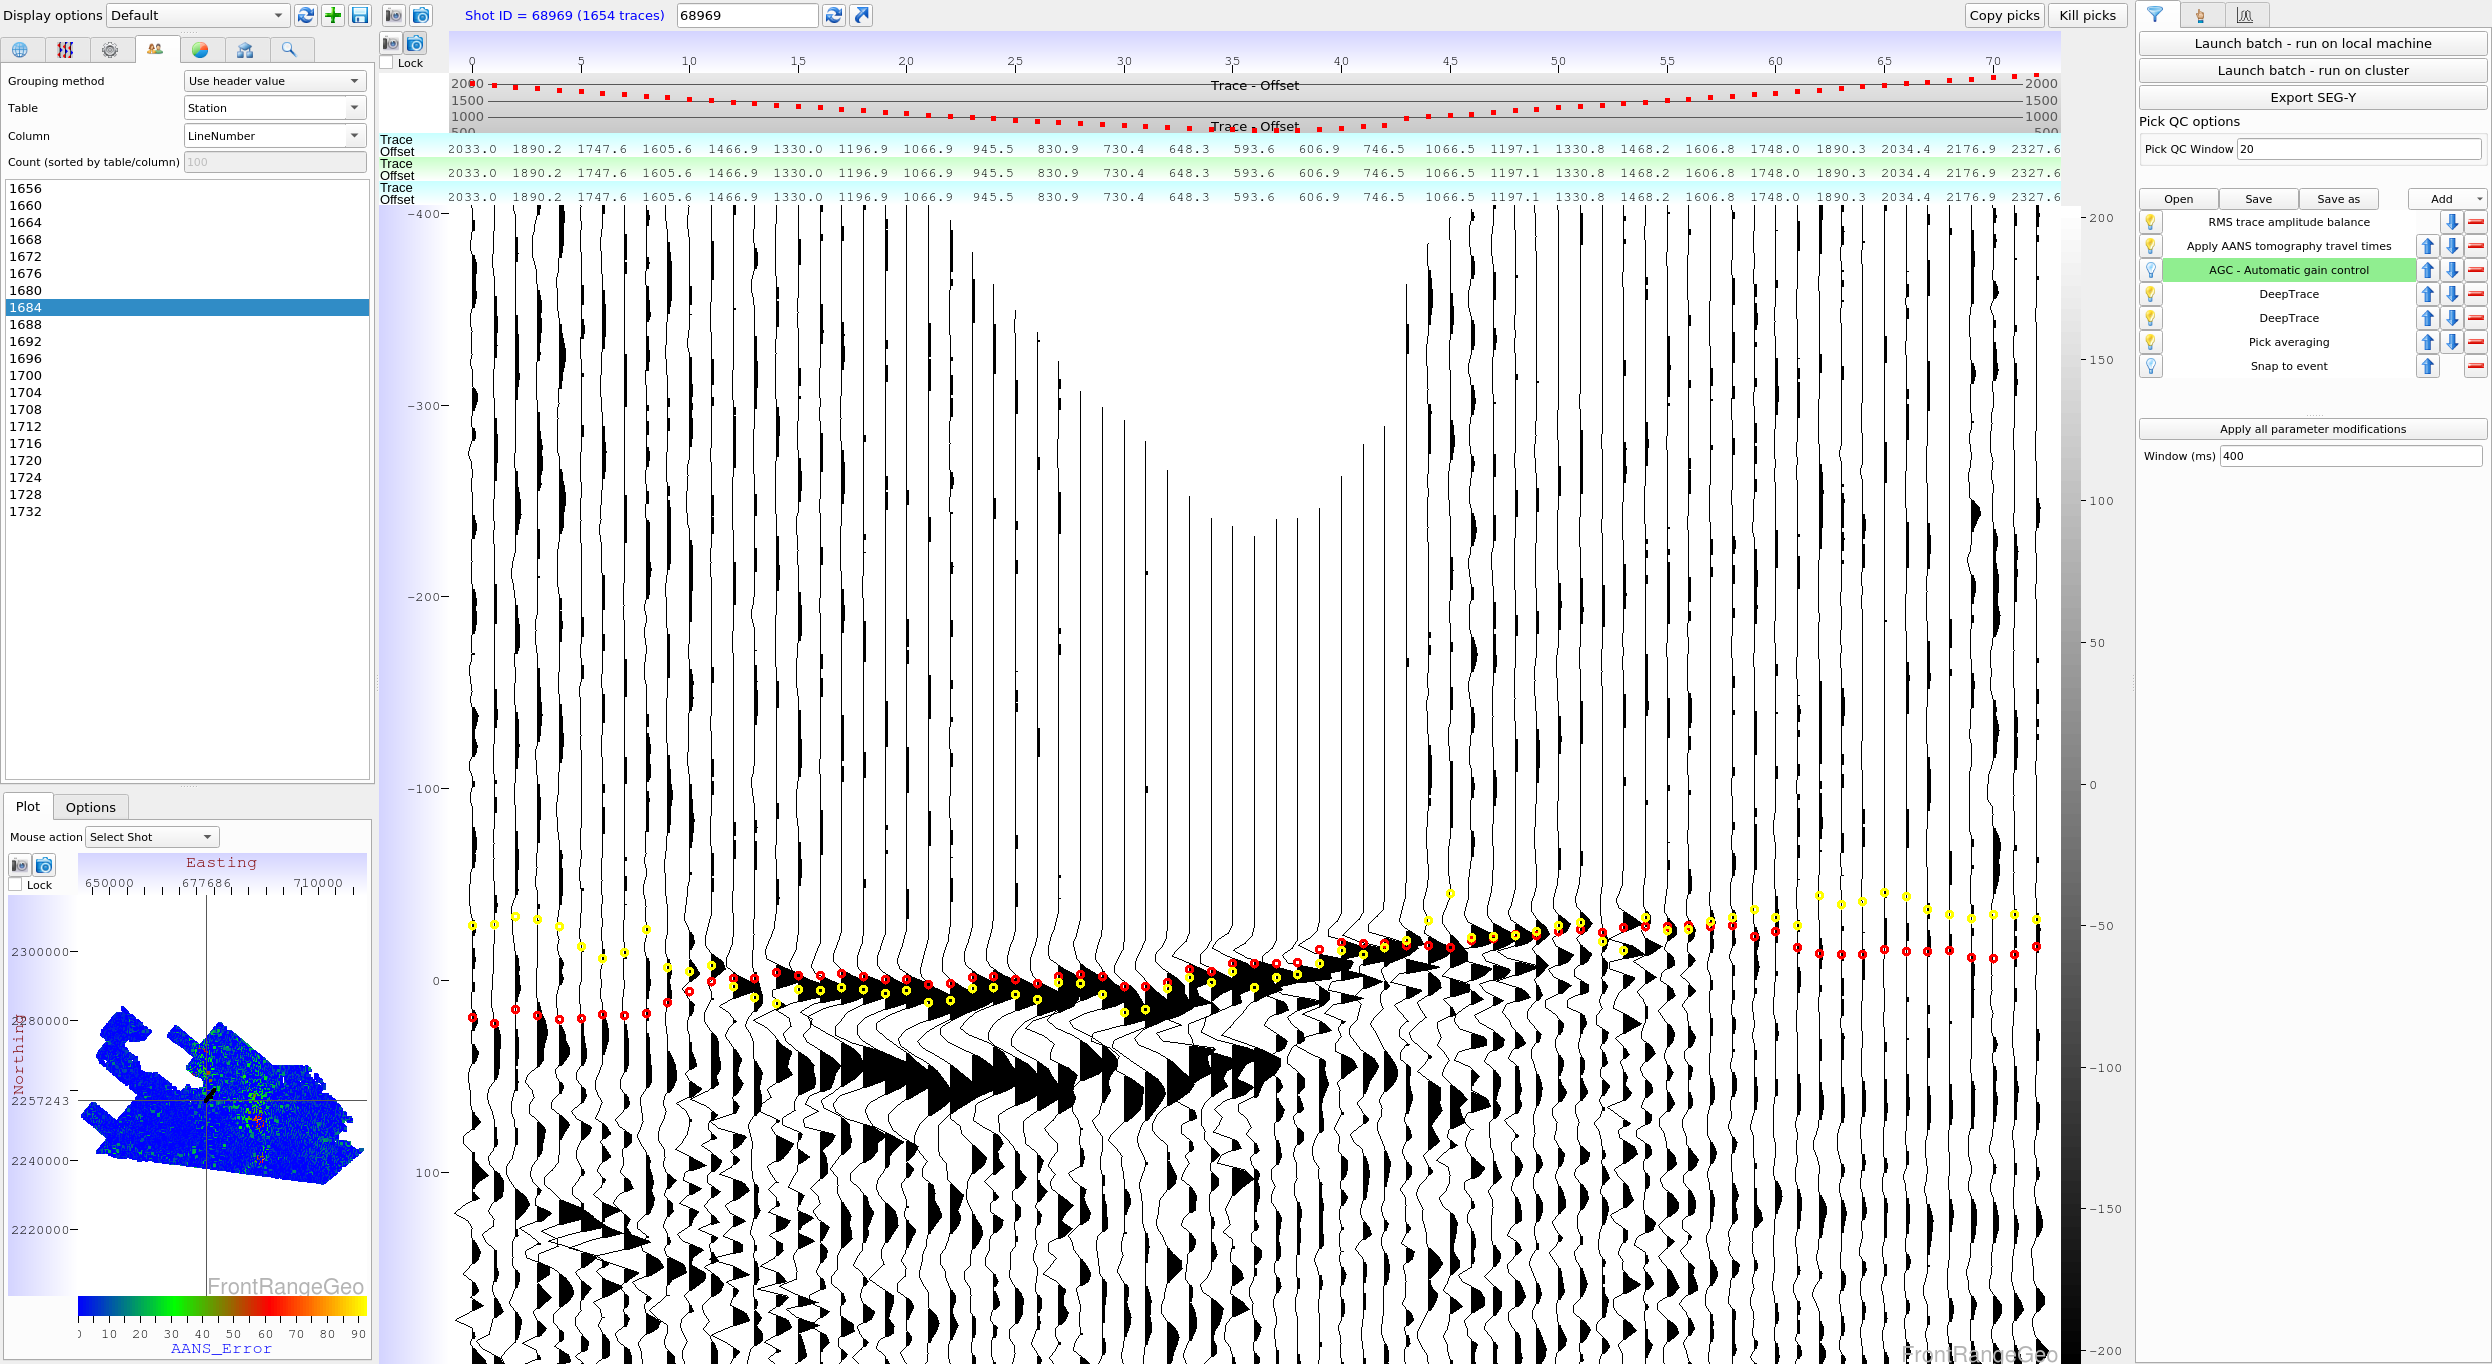 Display options Default
Shot ID = 68969 (1654 traces) 68969
Copy picks Kill picks
Lock
Grouping method Use header value
Table Station
Column LineNumber
Count (sorted by table/column) 100
1656
1660
1664
1668
1672
1676
1680
1684
1688
1692
1696
1700
1704
1708
1712
1716
1720
1724
1728
1732
Plot Options
Mouse action Select Shot
Lock
Easting
650000 677686 710000
Northing
2300000
2280000
2257243
2240000
2220000
FrontRangeGeo
0 10 20 30 40 50 60 70 80 90
AANS_Error
0 5 10 15 20 25 30 35 40 45 50 55 60 65 70
2000 Trace - Offset 2000
1500 1500
1000 1000
500 Trace - Offset 500
Trace
Offset 2033.0 1890.2 1747.6 1605.6 1466.9 1330.0 1196.9 1066.9 945.5 830.9 730.4 648.3 593.6 606.9 746.5 1066.5 1197.1 1330.8 1468.2 1606.8 1748.0 1890.3 2034.4 2176.9 2327.6
Trace
Offset 2033.0 1890.2 1747.6 1605.6 1466.9 1330.0 1196.9 1066.9 945.5 830.9 730.4 648.3 593.6 606.9 746.5 1066.5 1197.1 1330.8 1468.2 1606.8 1748.0 1890.3 2034.4 2176.9 2327.6
Trace
Offset 2033.0 1890.2 1747.6 1605.6 1466.9 1330.0 1196.9 1066.9 945.5 830.9 730.4 648.3 593.6 606.9 746.5 1066.5 1197.1 1330.8 1468.2 1606.8 1748.0 1890.3 2034.4 2176.9 2327.6
-400
-300
-200
-100
0
100
FrontRangeGeo
200
150
100
50
0
-50
-100
-150
-200
Launch batch - run on local machine
Launch batch - run on cluster
Export SEG-Y
Pick QC options
Pick QC Window 20
Open Save Save as Add
RMS trace amplitude balance
Apply AANS tomography travel times
AGC - Automatic gain control
DeepTrace
DeepTrace
Pick averaging
Snap to event
Apply all parameter modifications
Window (ms) 400